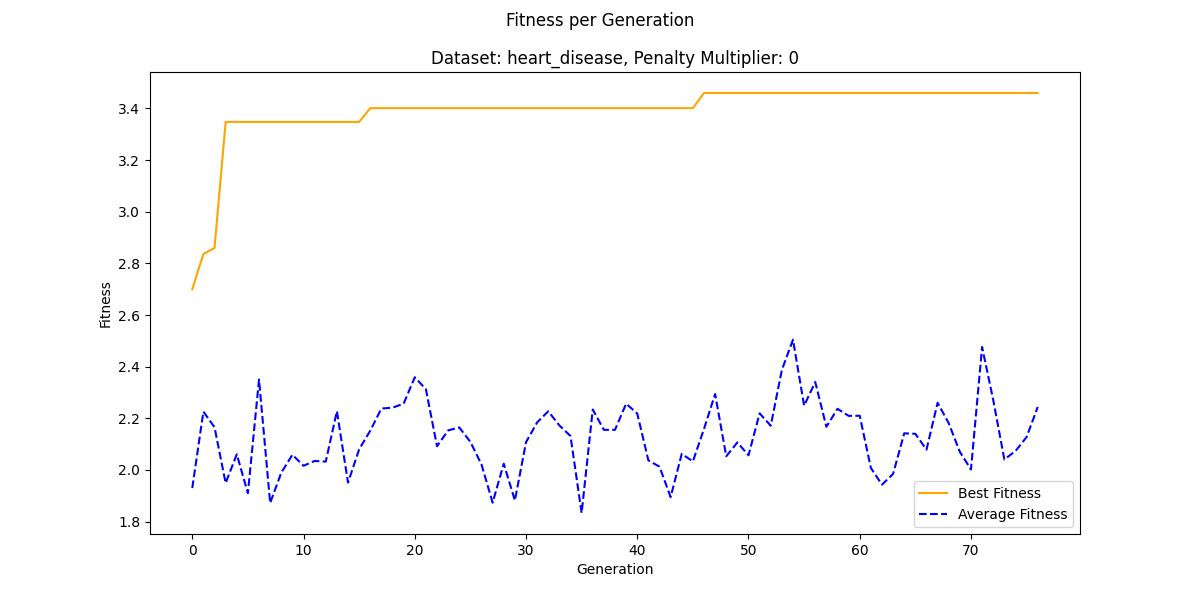 Fitness per Generation
Dataset: heart_disease, Penalty Multiplier: 0
Fitness
3.4
3.2
3.0
2.8
2.6
2.4
2.2
2.0
1.8
Best Fitness
Average Fitness
0 10 20 30 40 50 60 70
Generation